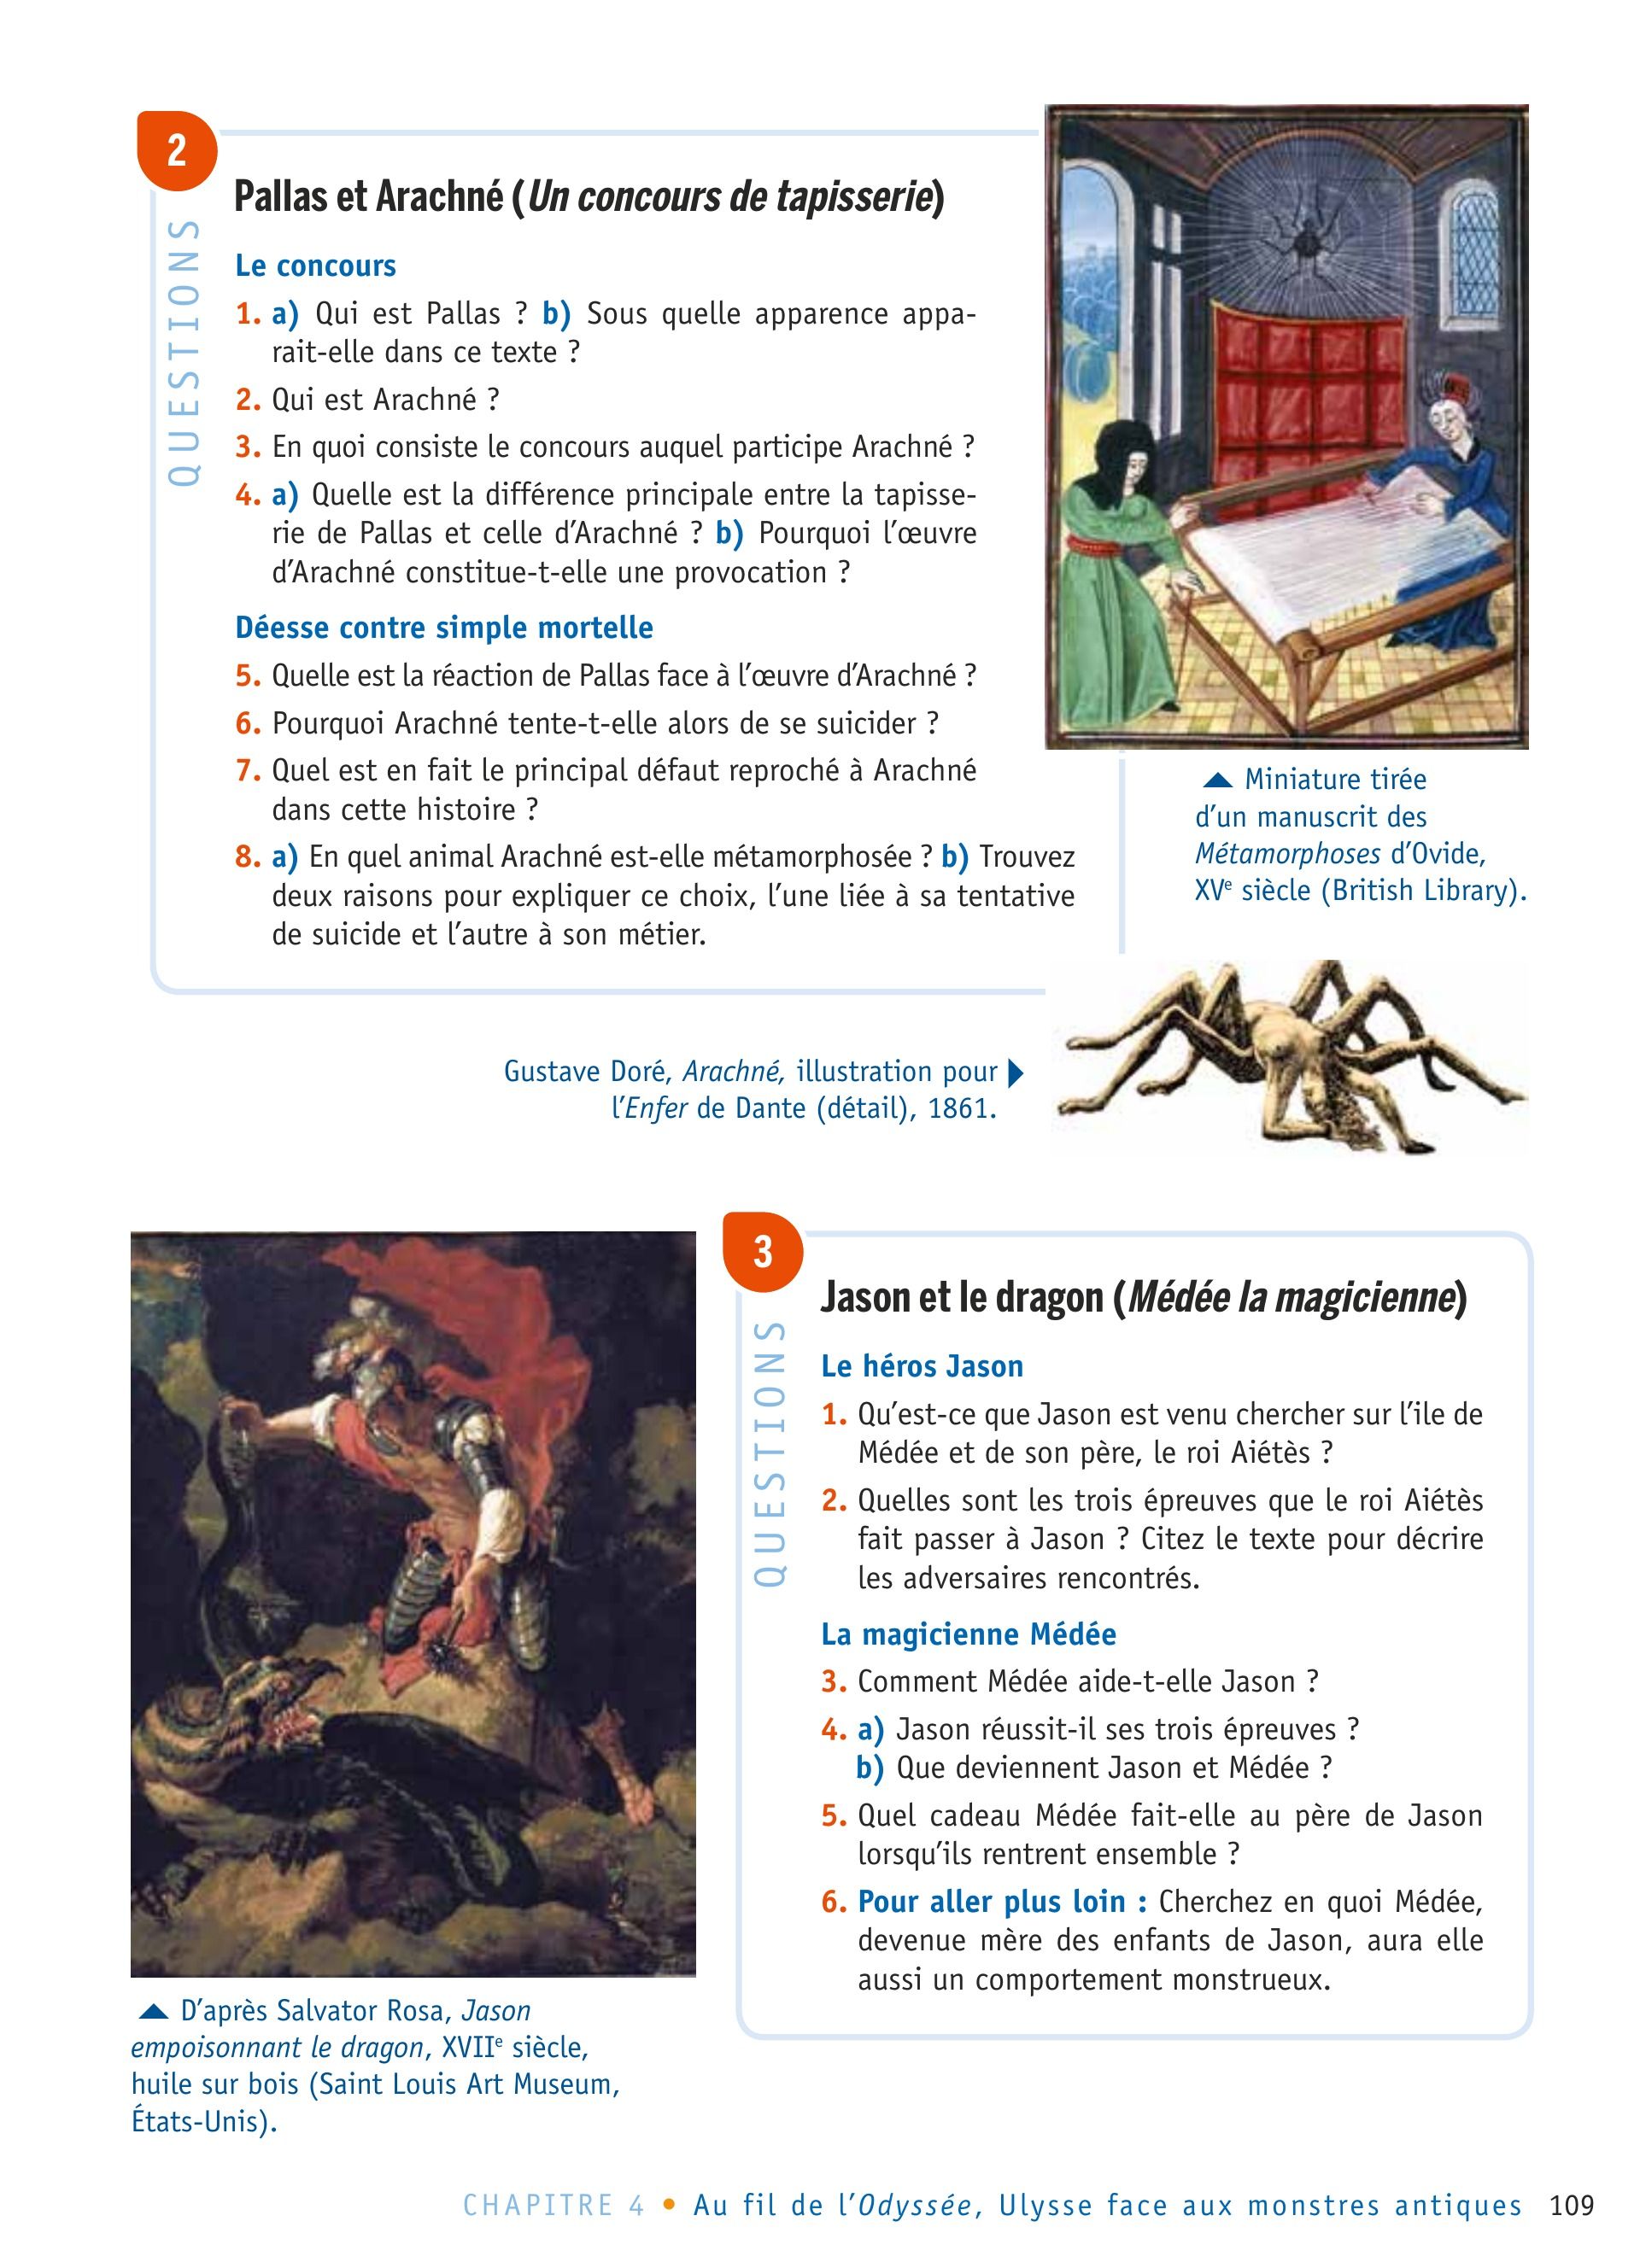 2
QUESTIONS
Pallas et Arachné (Un concours de tapisserie)
Le concours
1. a) Qui est Pallas ? b) Sous quelle apparence appa-
rait-elle dans ce texte ?
2. Qui est Arachné ?
3. En quoi consiste le concours auquel participe Arachné ?
4. a) Quelle est la différence principale entre la tapisse-
rie de Pallas et celle d’Arachné ? b) Pourquoi l’œuvre
d’Arachné constitue-t-elle une provocation ?
Déesse contre simple mortelle
5. Quelle est la réaction de Pallas face à l’œuvre d’Arachné ?
6. Pourquoi Arachné tente-t-elle alors de se suicider ?
7. Quel est en fait le principal défaut reproché à Arachné
dans cette histoire ?
8. a) En quel animal Arachné est-elle métamorphosée ? b) Trouvez
deux raisons pour expliquer ce choix, l’une liée à sa tentative
de suicide et l’autre à son métier.
▲ Miniature tirée
d’un manuscrit des
Métamorphoses d’Ovide,
XVe siècle (British Library).
Gustave Doré, Arachné, illustration pour ▶
l’Enfer de Dante (détail), 1861.
3
QUESTIONS
Jason et le dragon (Médée la magicienne)
Le héros Jason
1. Qu’est-ce que Jason est venu chercher sur l’ile de
Médée et de son père, le roi Aiétès ?
2. Quelles sont les trois épreuves que le roi Aiétès
fait passer à Jason ? Citez le texte pour décrire
les adversaires rencontrés.
La magicienne Médée
3. Comment Médée aide-t-elle Jason ?
4. a) Jason réussit-il ses trois épreuves ?
b) Que deviennent Jason et Médée ?
5. Quel cadeau Médée fait-elle au père de Jason
lorsqu’ils rentrent ensemble ?
6. Pour aller plus loin : Cherchez en quoi Médée,
devenue mère des enfants de Jason, aura elle
aussi un comportement monstrueux.
▲ D’après Salvator Rosa, Jason
empoisonnant le dragon, XVIIe siècle,
huile sur bois (Saint Louis Art Museum,
États-Unis).
CHAPITRE 4 • Au fil de l’Odyssée, Ulysse face aux monstres antiques 109